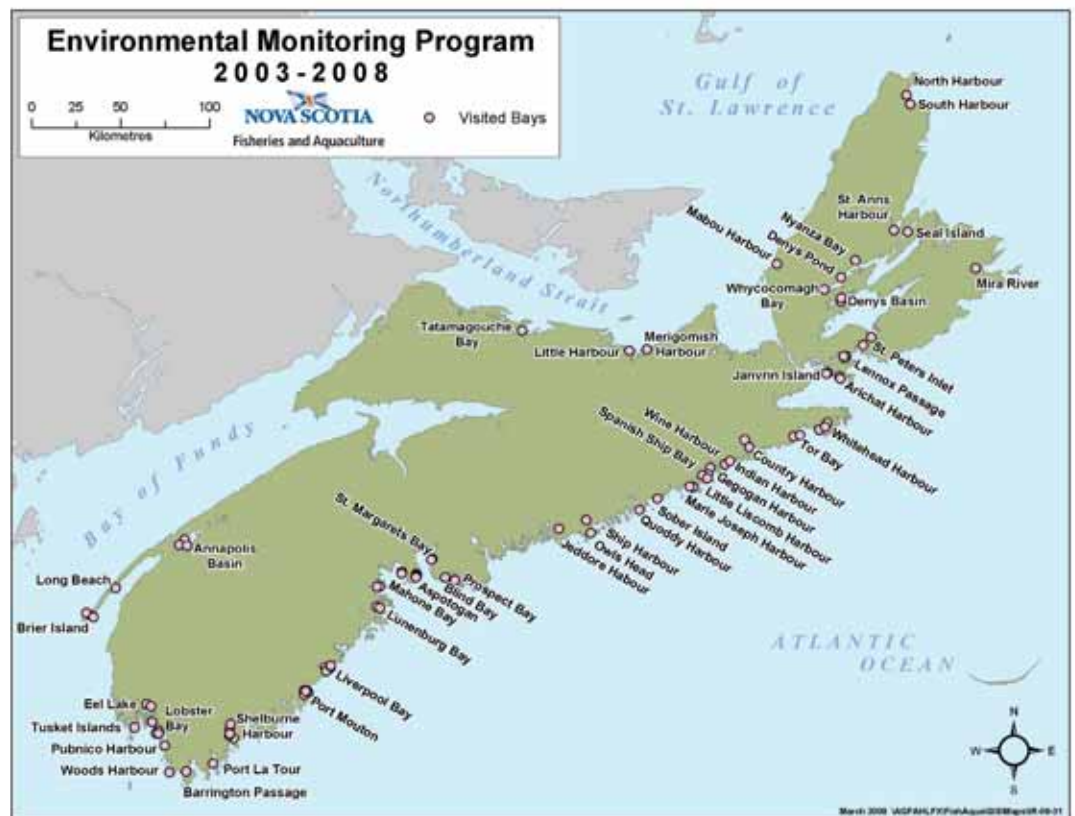 Environmental Monitoring Program
2003-2008
0 25 50 100
Kilometres
NOVA SCOTIA
Fisheries and Aquaculture
Visited Bays
Gulf of
St. Lawrence
North Harbour
South Harbour
Northumberland Strait
St. Anns
Harbour
Seal Island
Mabou Harbour
Nyanza Bay
Denys Pond
Whycocomagh
Bay
Denys Basin
Mira River
Tatamagouche
Bay
Little Harbour
Merigomish
Harbour
St. Peters Inlet
Lennox Passage
Janvrin Island
Arichat Harbour
Whitehead Harbour
Tor Bay
Country Harbour
Wine Harbour
Indian Harbour
Spanish Ship Bay
Gegogan Harbour
Little Liscomb Harbour
Marie Joseph Harbour
Sober Island
Quoddy Harbour
Ship Harbour
Owls Head
Jeddore Habour
Bay of Fundy
St. Margarets Bay
Prospect Bay
Blind Bay
Aspotogan
Mahone Bay
Lunenburg Bay
Annapolis
Basin
Long Beach
Brier Island
Liverpool Bay
Port Mouton
Eel Lake
Lobster
Bay
Shelburne
Harbour
Tusket Islands
Pubnico Harbour
Woods Harbour
Port La Tour
Barrington Passage
ATLANTIC
OCEAN
N
W
E
S
March 2009